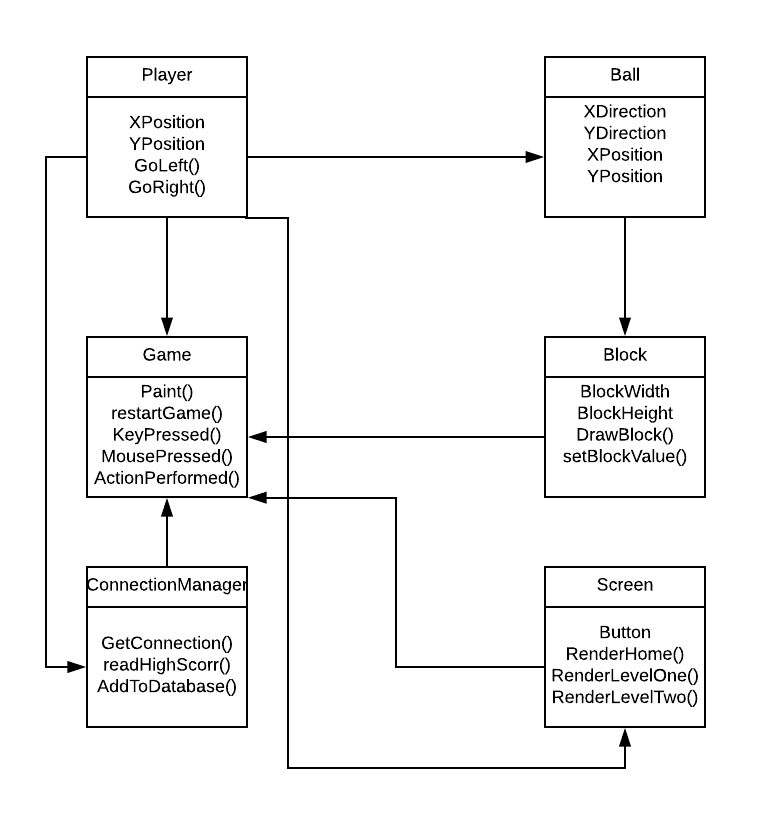 Player
XPosition
YPosition
GoLeft()
GoRight()
Ball
XDirection
YDirection
XPosition
YPosition
Game
Paint()
restartGame()
KeyPressed()
MousePressed()
ActionPerformed()
Block
BlockWidth
BlockHeight
DrawBlock()
setBlockValue()
ConnectionManager
GetConnection()
readHighScorr()
AddToDatabase()
Screen
Button
RenderHome()
RenderLevelOne()
RenderLevelTwo()